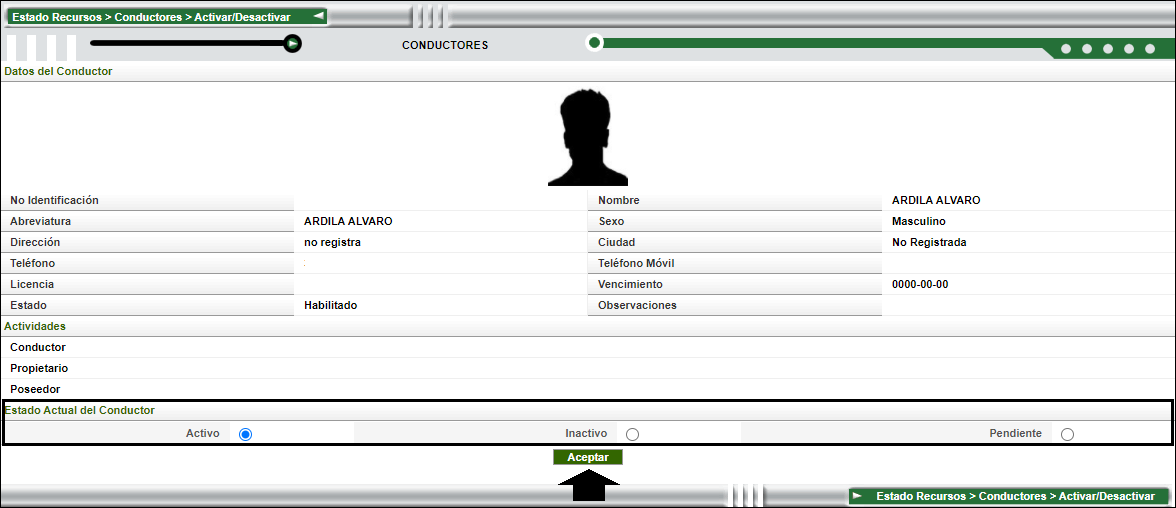 Estado Recursos > Conductores > Activar/Desactivar
CONDUCTORES
Datos del Conductor
No Identificación Nombre ARDILA ALVARO
Abreviatura ARDILA ALVARO Sexo Masculino
Dirección no registra Ciudad No Registrada
Teléfono Teléfono Móvil
Licencia Vencimiento 0000-00-00
Estado Habilitado Observaciones
Actividades
Conductor
Propietario
Poseedor
Estado Actual del Conductor
Activo Inactivo Pendiente
Aceptar
Estado Recursos > Conductores > Activar/Desactivar